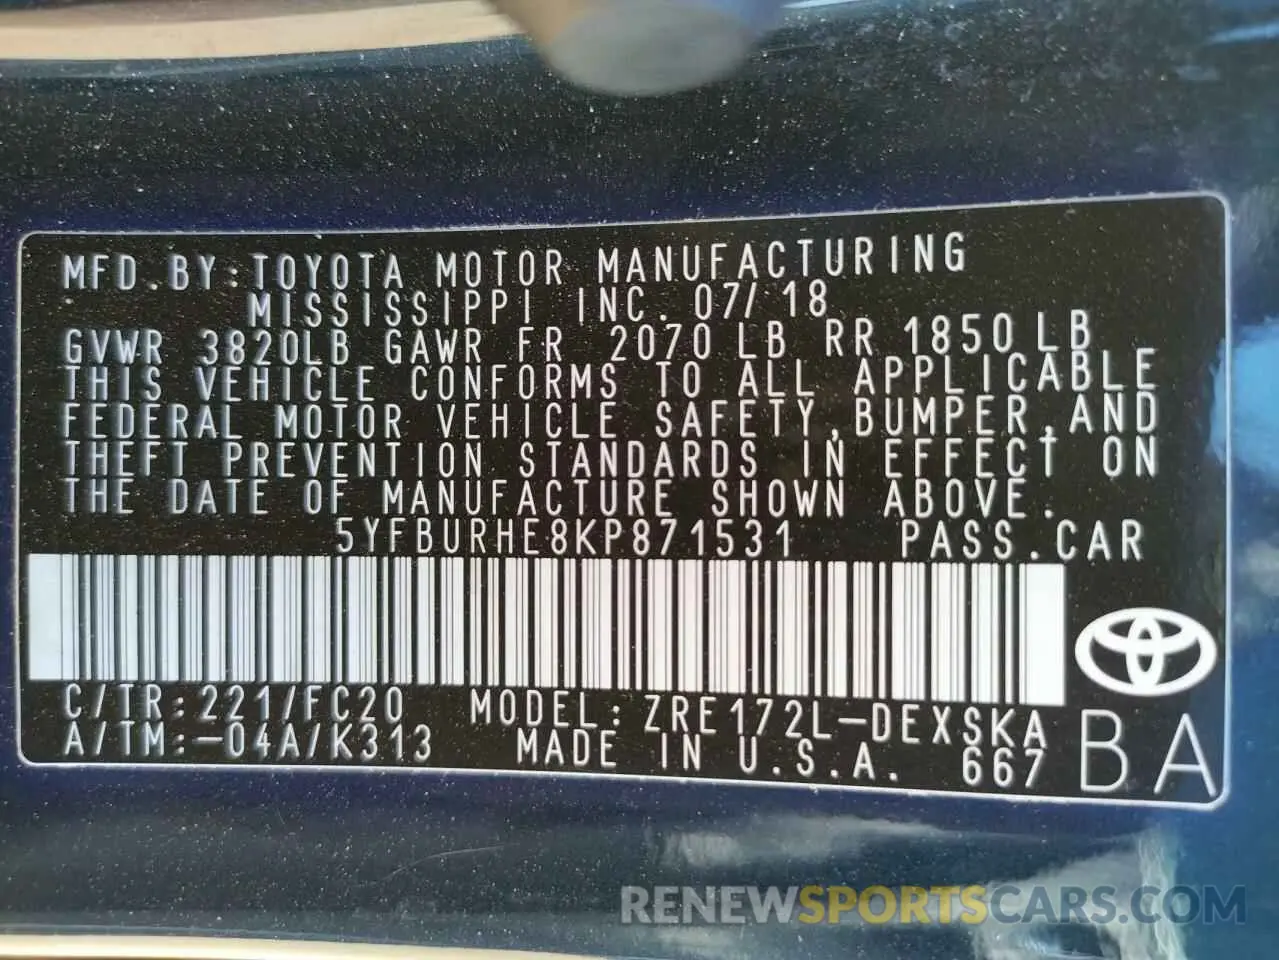 MFD.BY:TOYOTA MOTOR MANUFACTURING
MISSISSIPPI INC. 07/18
GVWR 3820LB GAWR FR 2070 LB RR 1850 LB
THIS VEHICLE CONFORMS TO ALL APPLICABLE
FEDERAL MOTOR VEHICLE SAFETY,BUMPER,AND
THEFT PREVENTION STANDARDS IN EFFECT ON
THE DATE OF MANUFACTURE SHOWN ABOVE.
5YFBURHE8KP871531 PASS.CAR
C/TR:221/FC20 MODEL:ZRE172L-DEXSKA
A/TM:-04A/K313 MADE IN U.S.A. 667
BA
RENEWSPORTSCARS.COM